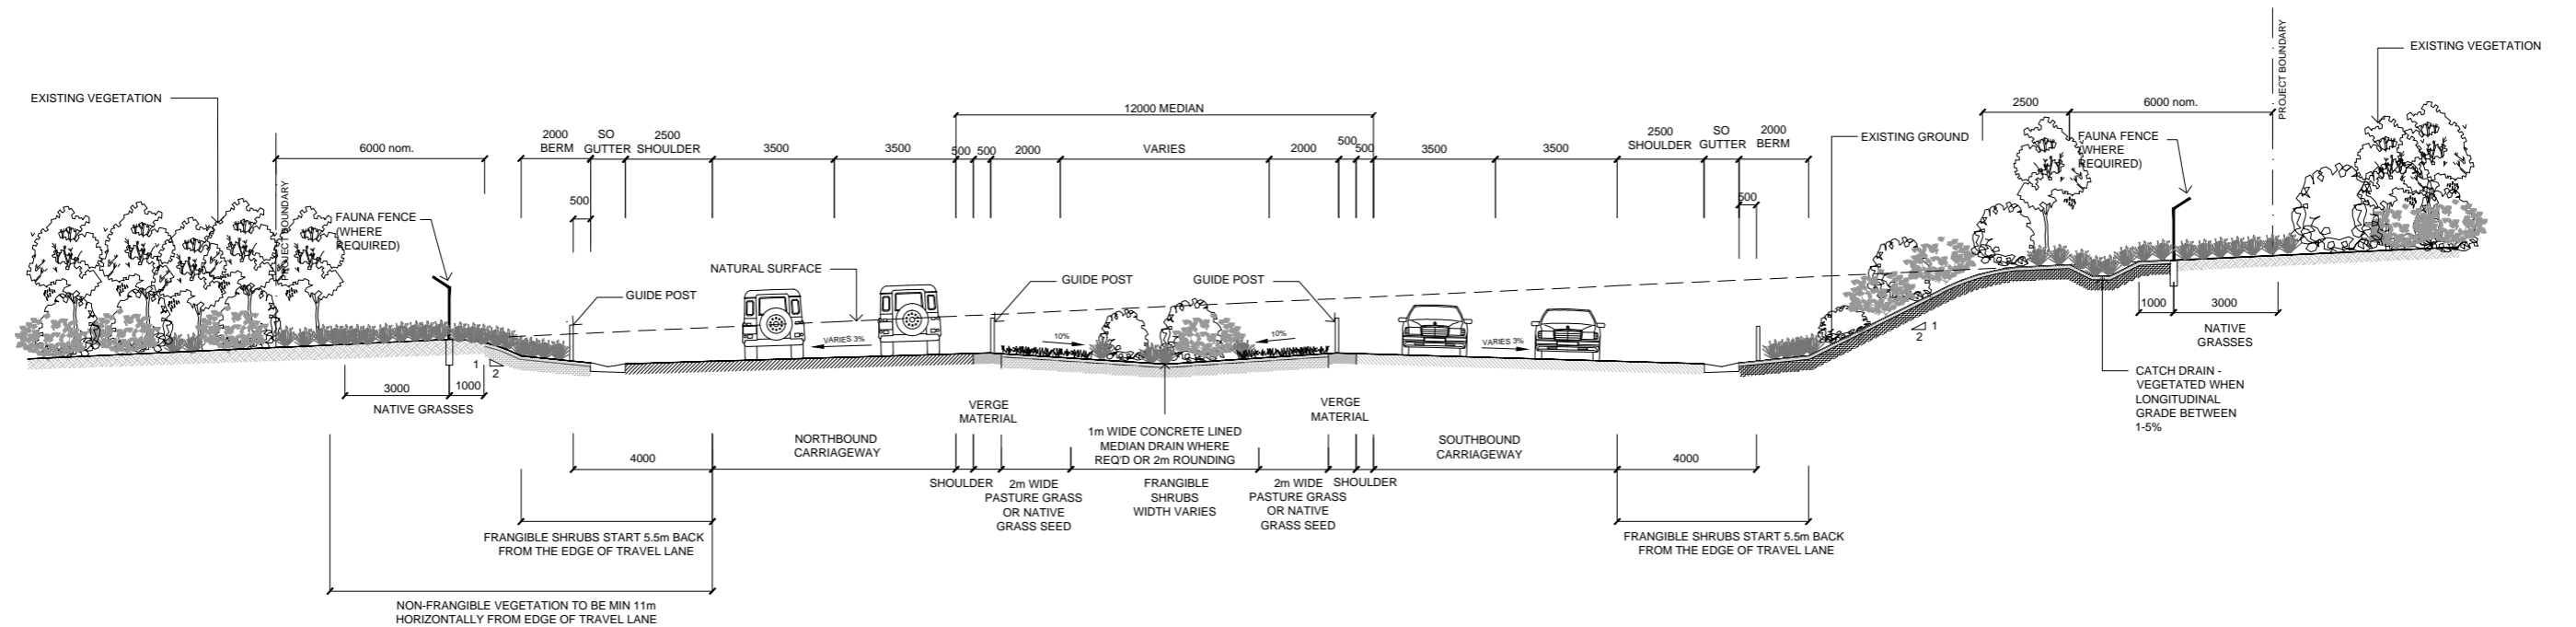 EXISTING VEGETATION
PROJECT BOUNDARY
6000 nom.
FAUNA FENCE
(WHERE
REQUIRED)
2000
BERM
SO
GUTTER
2500
SHOULDER
3500
3500
500
500
2000
12000 MEDIAN
VARIES
2000
500
500
3500
3500
2500
SHOULDER
SO
GUTTER
2000
BERM
500
500
EXISTING GROUND
2500
6000 nom.
FAUNA FENCE
(WHERE
REQUIRED)
PROJECT BOUNDARY
EXISTING VEGETATION
NATURAL SURFACE
GUIDE POST
GUIDE POST
GUIDE POST
VARIES 3%
10%
10%
VARIES 3%
1
2
1
2
3000
1000
NATIVE GRASSES
1000
3000
NATIVE
GRASSES
CATCH DRAIN -
VEGETATED WHEN
LONGITUDINAL
GRADE BETWEEN
1-5%
VERGE
MATERIAL
VERGE
MATERIAL
NORTHBOUND
CARRIAGEWAY
1m WIDE CONCRETE LINED
MEDIAN DRAIN WHERE
REQ'D OR 2m ROUNDING
SOUTHBOUND
CARRIAGEWAY
4000
4000
SHOULDER
2m WIDE
PASTURE GRASS
OR NATIVE
GRASS SEED
FRANGIBLE
SHRUBS
WIDTH VARIES
2m WIDE
PASTURE GRASS
OR NATIVE
GRASS SEED
SHOULDER
FRANGIBLE SHRUBS START 5.5m BACK
FROM THE EDGE OF TRAVEL LANE
FRANGIBLE SHRUBS START 5.5m BACK
FROM THE EDGE OF TRAVEL LANE
NON-FRANGIBLE VEGETATION TO BE MIN 11m
HORIZONTALLY FROM EDGE OF TRAVEL LANE